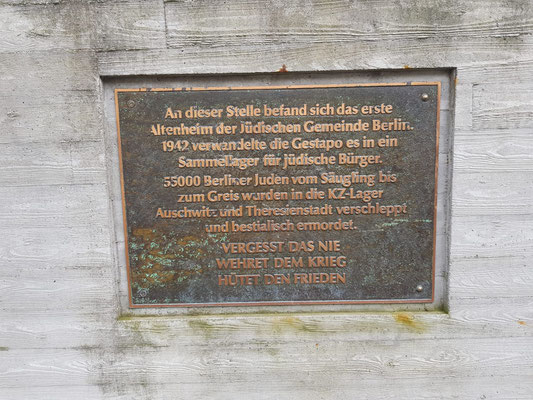 An dieser Stelle befand sich das erste
Altenheim der Jüdischen Gemeinde Berlin.
1942 verwandelte die Gestapo es in ein
Sammellager für jüdische Bürger.
55000 Berliner Juden vom Säugling bis
zum Greis wurden in die KZ-Lager
Auschwitz und Theresienstadt verschleppt
und bestialisch ermordet.
VERGESST DAS NIE
WEHRET DEM KRIEG
HÜTET DEN FRIEDEN